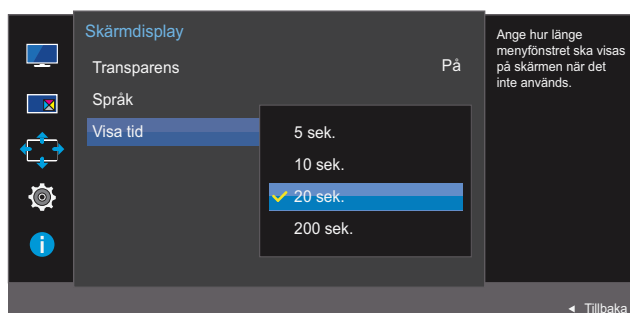 Skärmdisplay
Transparens På
Språk
Visa tid
5 sek.
10 sek.
20 sek.
200 sek.
Ange hur länge
menyfönstret ska visas
på skärmen när det
inte används.
Tillbaka